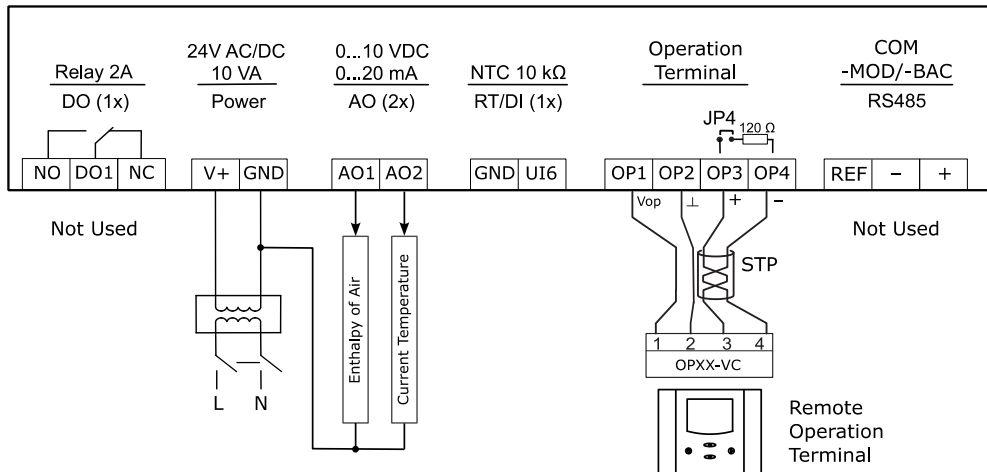 Relay 2A
DO (1x)
24V AC/DC
10 VA
Power
0...10 VDC
0...20 mA
AO (2x)
NTC 10 kΩ
RT/DI (1x)
Operation
Terminal
COM
-MOD/-BAC
RS485
JP4
120 Ω
NO DO1 NC
V+ GND
AO1 AO2
GND UI6
OP1 OP2 OP3 OP4
REF − +
Not Used
Vop ⊥ + −
Not Used
STP
Enthalpy of Air
Current Temperature
1 2 3 4
OPXX-VC
L N
Remote
Operation
Terminal